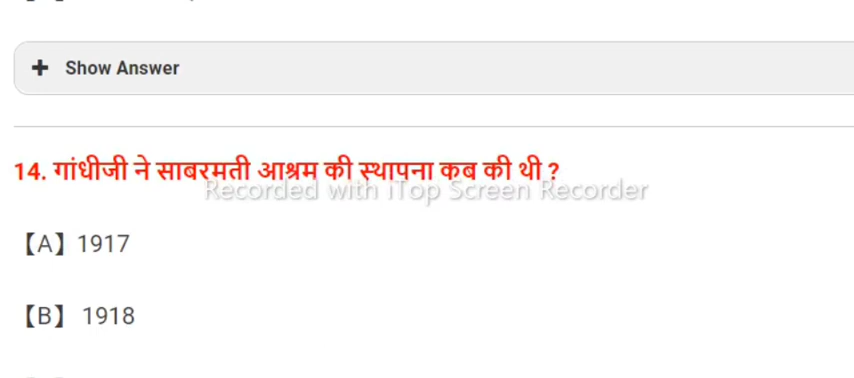 Show Answer
14. गांधीजी ने साबरमती आश्रम की स्थापना कब की थी ?
Recorded with iTop Screen Recorder
【A】1917
【B】 1918